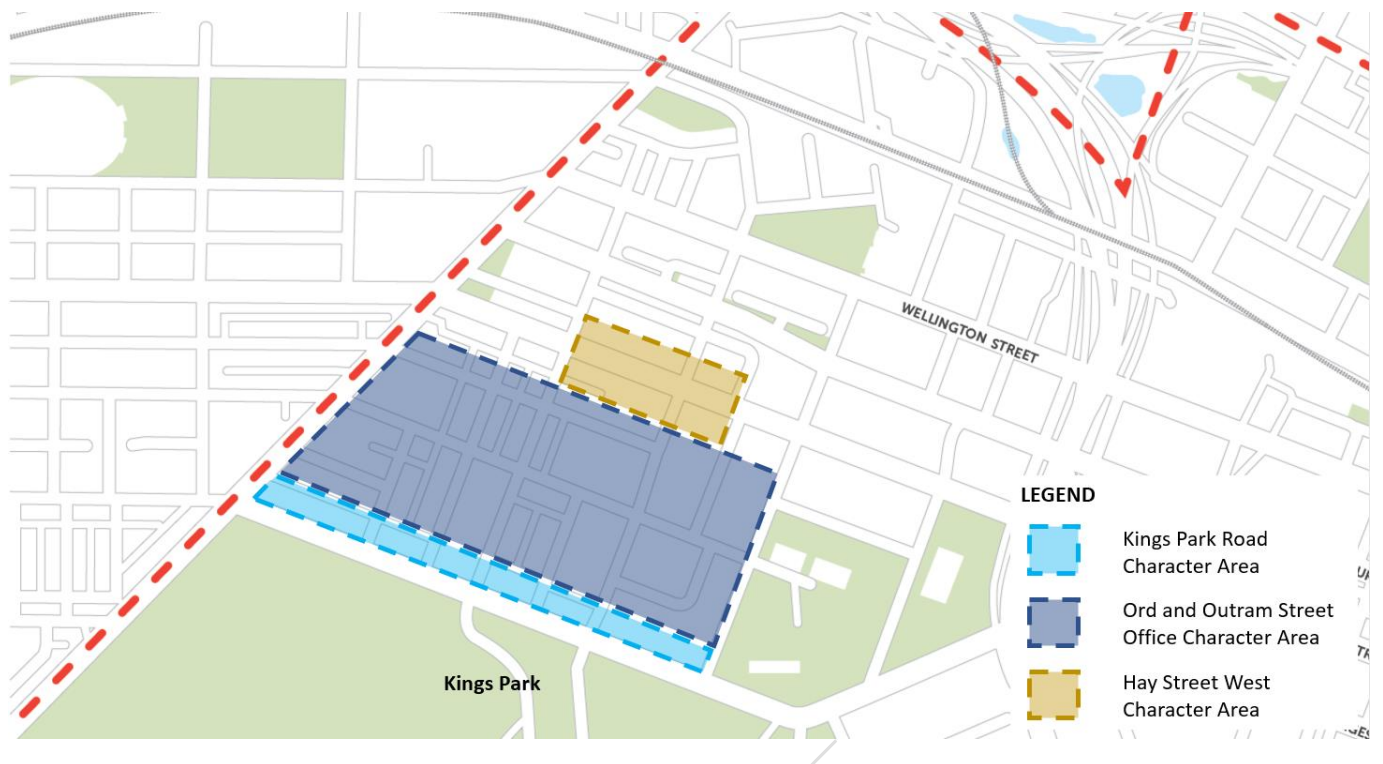 WELLINGTON STREET
LEGEND
Kings Park Road
Character Area
Ord and Outram Street
Office Character Area
Kings Park
Hay Street West
Character Area